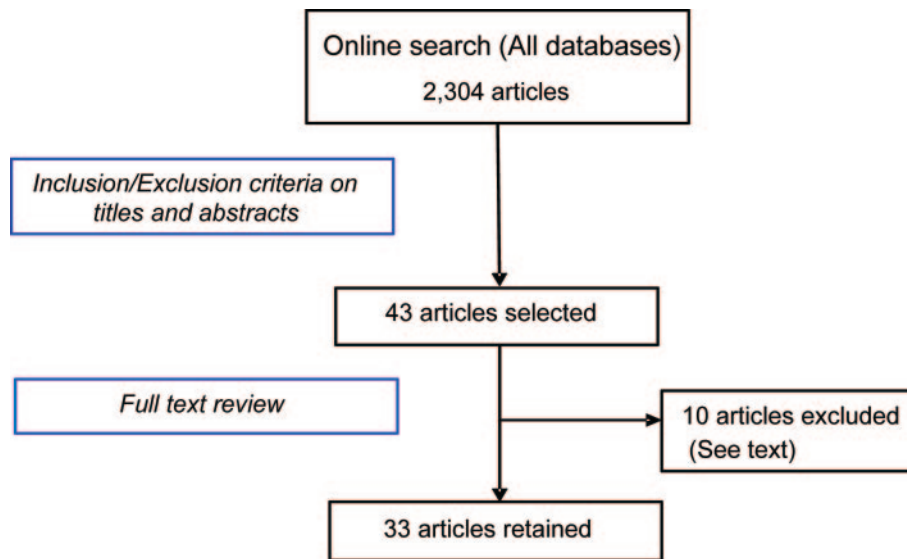 Online search (All databases)
2,304 articles
Inclusion/Exclusion criteria on
titles and abstracts
43 articles selected
Full text review
10 articles excluded
(See text)
33 articles retained